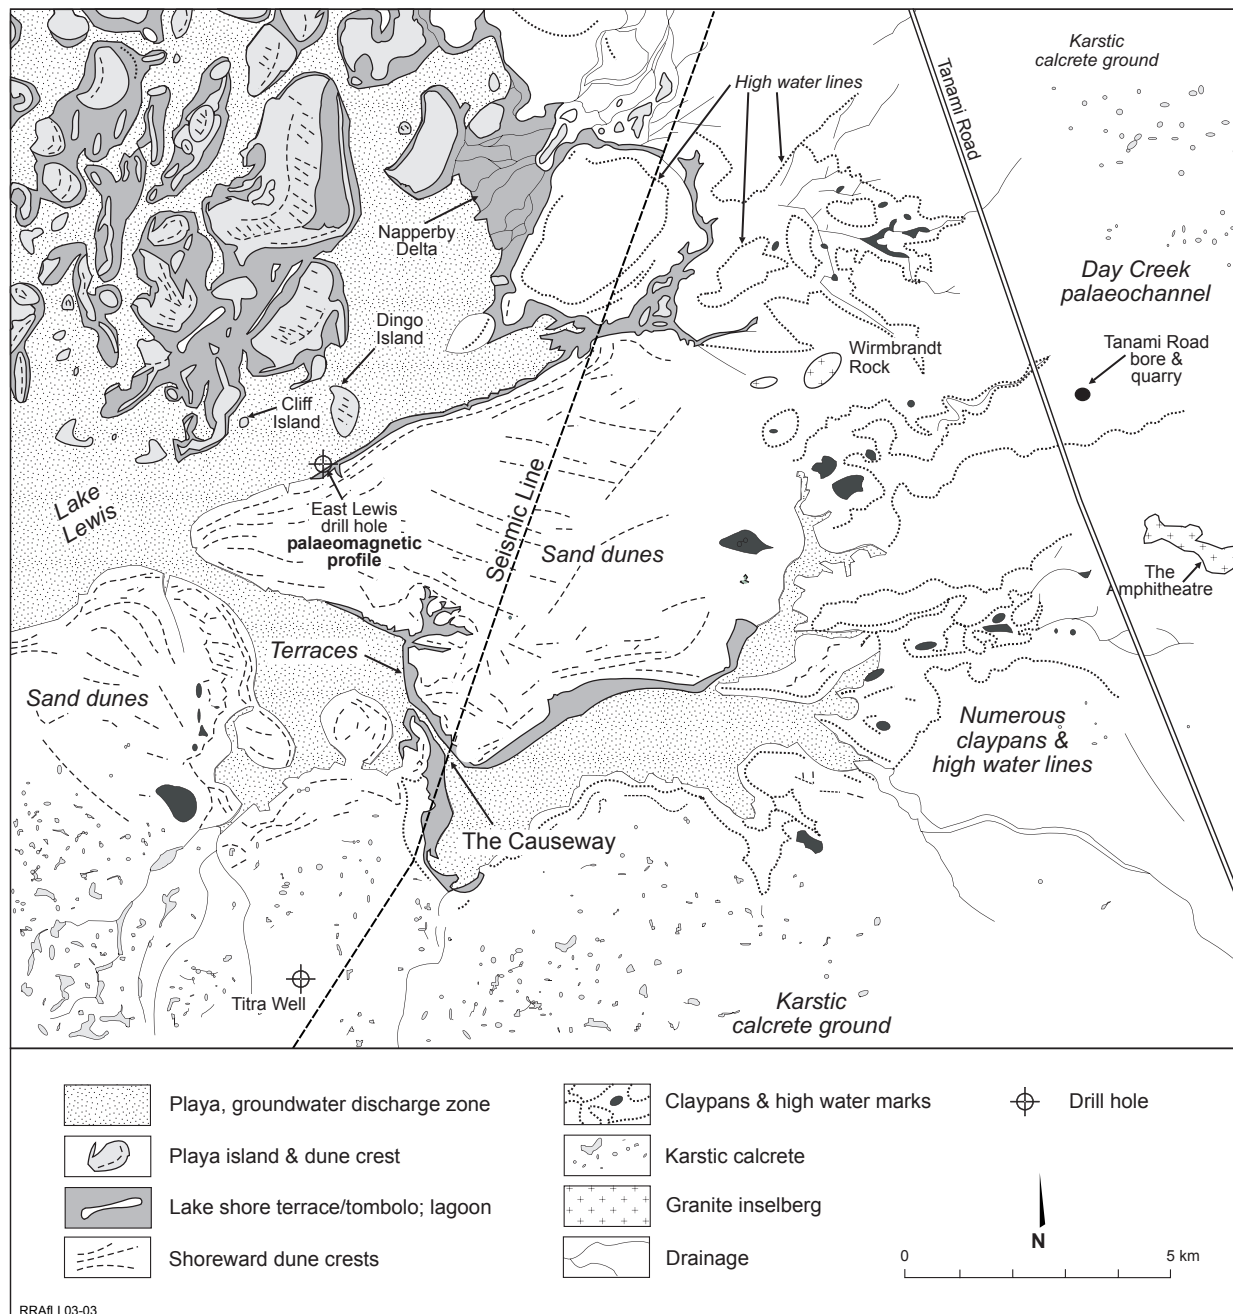 Karstic
calcrete ground
Tanami Road
High water lines
Napperby
Delta
Day Creek
palaeochannel
Dingo
Island
Tanami Road
bore &
quarry
Wirmbrandt
Rock
Cliff
Island
Lake
Lewis
East Lewis
drill hole
palaeomagnetic
profile
Seismic Line
Sand dunes
The
Amphitheatre
Terraces
Sand dunes
Numerous
claypans &
high water lines
The Causeway
Titra Well
Karstic
calcrete ground
Playa, groundwater discharge zone
Playa island & dune crest
Lake shore terrace/tombolo; lagoon
Shoreward dune crests
Claypans & high water marks
Karstic calcrete
Granite inselberg
Drainage
Drill hole
N
0 5 km
RRAfLL03-03